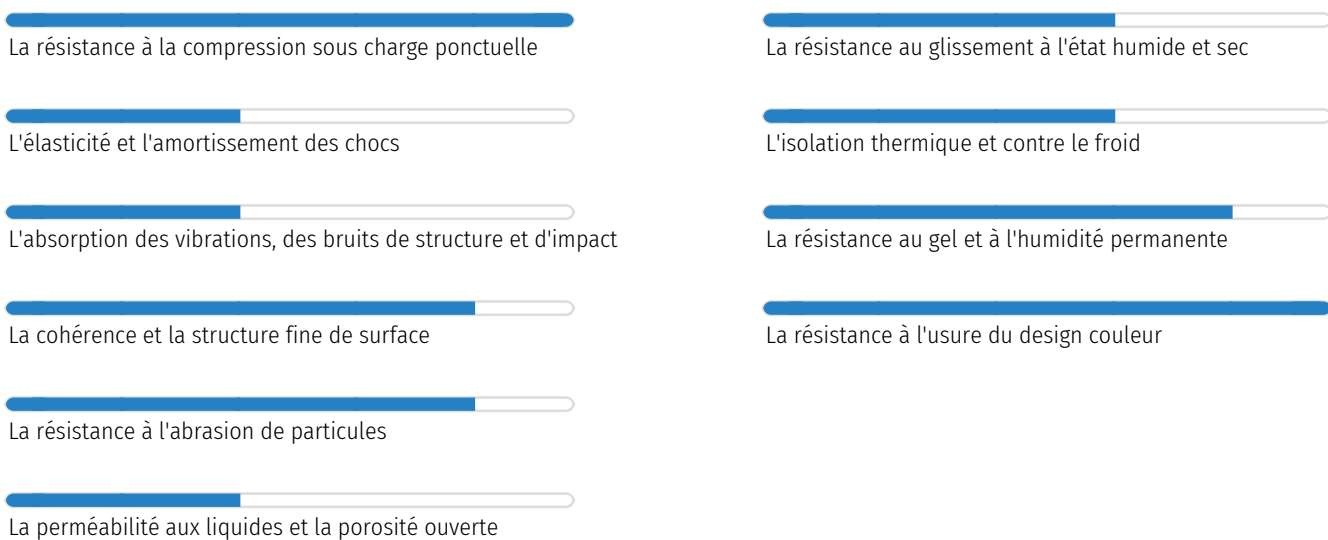 La résistance à la compression sous charge ponctuelle
L'élasticité et l'amortissement des chocs
L'absorption des vibrations, des bruits de structure et d'impact
La cohérence et la structure fine de surface
La résistance à l'abrasion de particules
La perméabilité aux liquides et la porosité ouverte
La résistance au glissement à l'état humide et sec
L'isolation thermique et contre le froid
La résistance au gel et à l'humidité permanente
La résistance à l'usure du design couleur